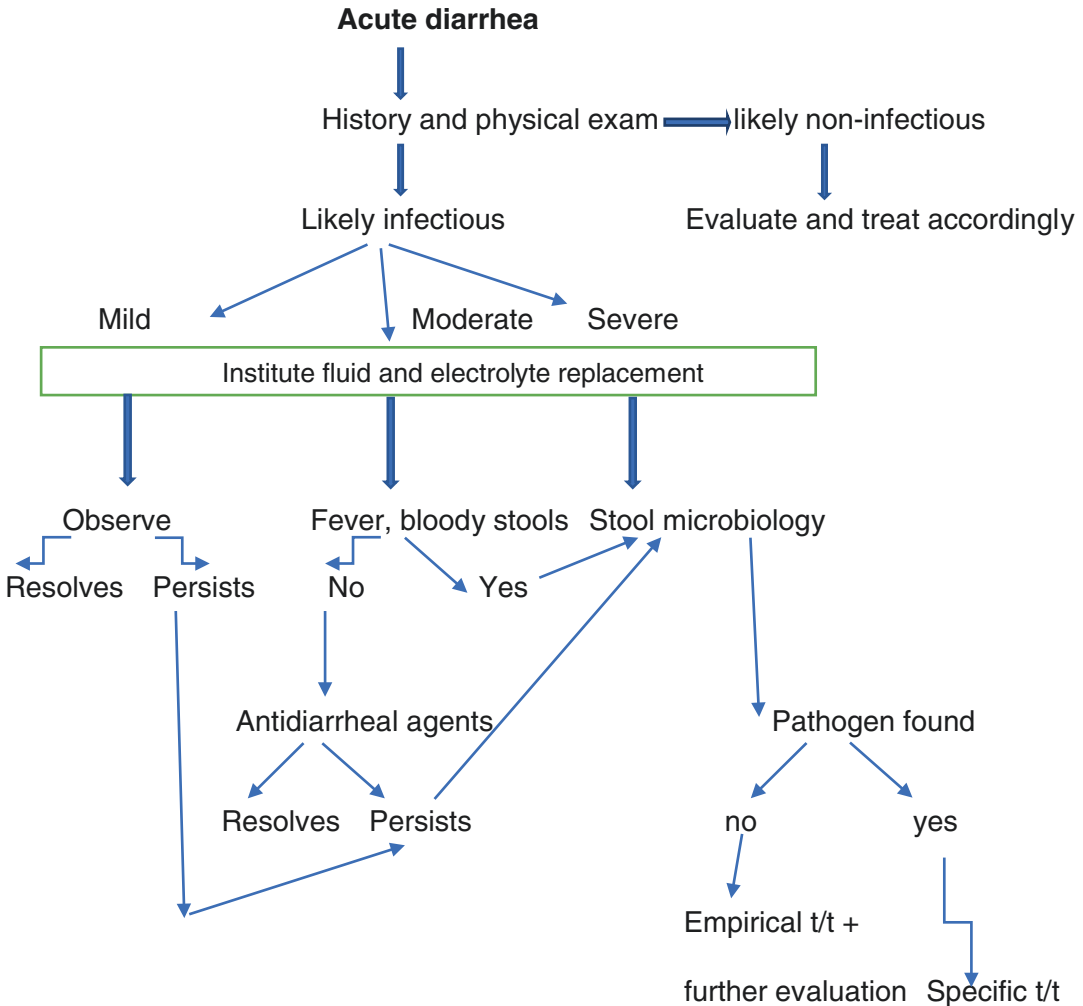 Acute diarrhea
History and physical exam
likely non-infectious
Likely infectious
Evaluate and treat accordingly
Mild
Moderate
Severe
Institute fluid and electrolyte replacement
Observe
Fever, bloody stools
Stool microbiology
Resolves
Persists
No
Yes
Antidiarrheal agents
Pathogen found
Resolves
Persists
no
yes
Empirical t/t +
further evaluation
Specific t/t